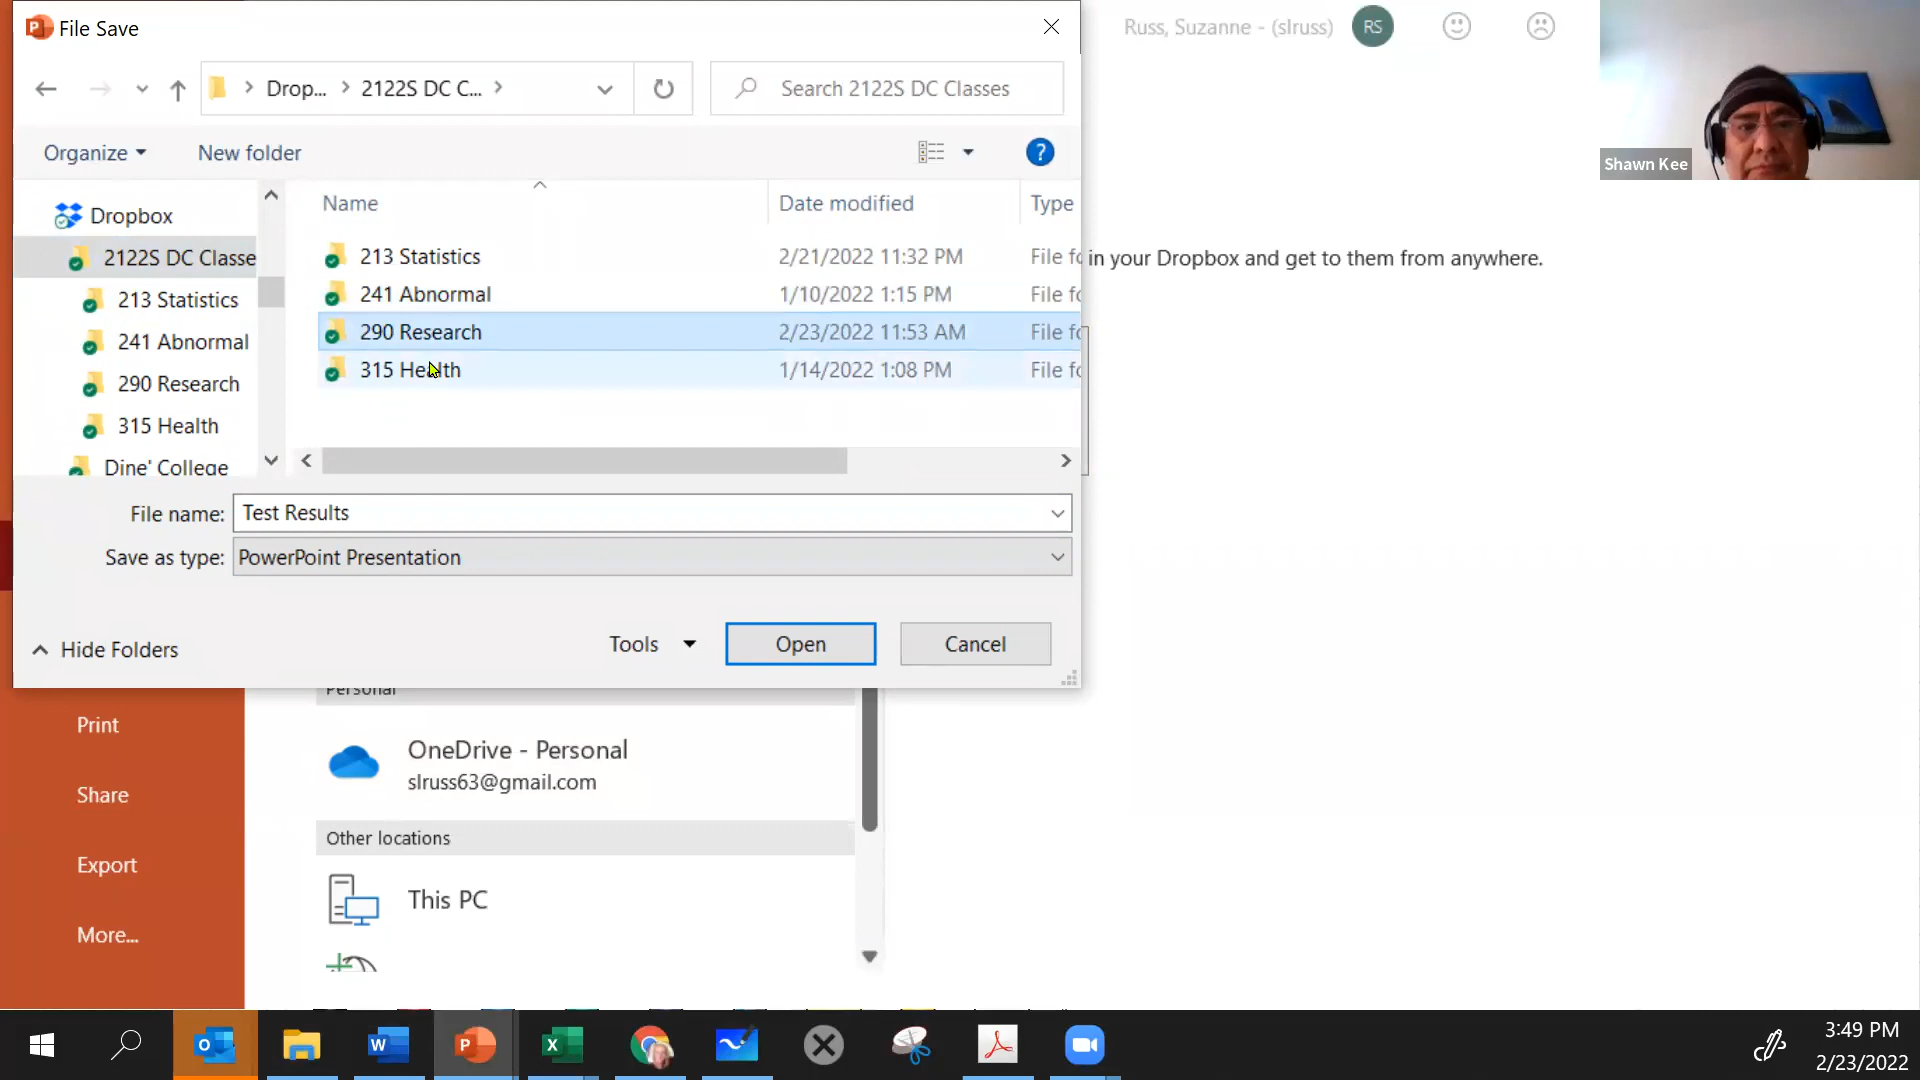 File Save
Drop...
2122S DC C...
Search 2122S DC Classes
Organize
New folder
?
Dropbox
2122S DC Classe
213 Statistics
241 Abnormal
290 Research
315 Health
Dine' College
Name
Date modified
Type
213 Statistics 2/21/2022 11:32 PM File fo
241 Abnormal 1/10/2022 1:15 PM File fo
290 Research 2/23/2022 11:53 AM File fo
315 Health 1/14/2022 1:08 PM File fo
File name: Test Results
Save as type: PowerPoint Presentation
Hide Folders
Tools
Open
Cancel
Russ, Suzanne - (slruss)
RS
Shawn Kee
in your Dropbox and get to them from anywhere.
Print
Share
Export
More...
Personal
OneDrive - Personal
slruss63@gmail.com
Other locations
This PC
3:49 PM
2/23/2022